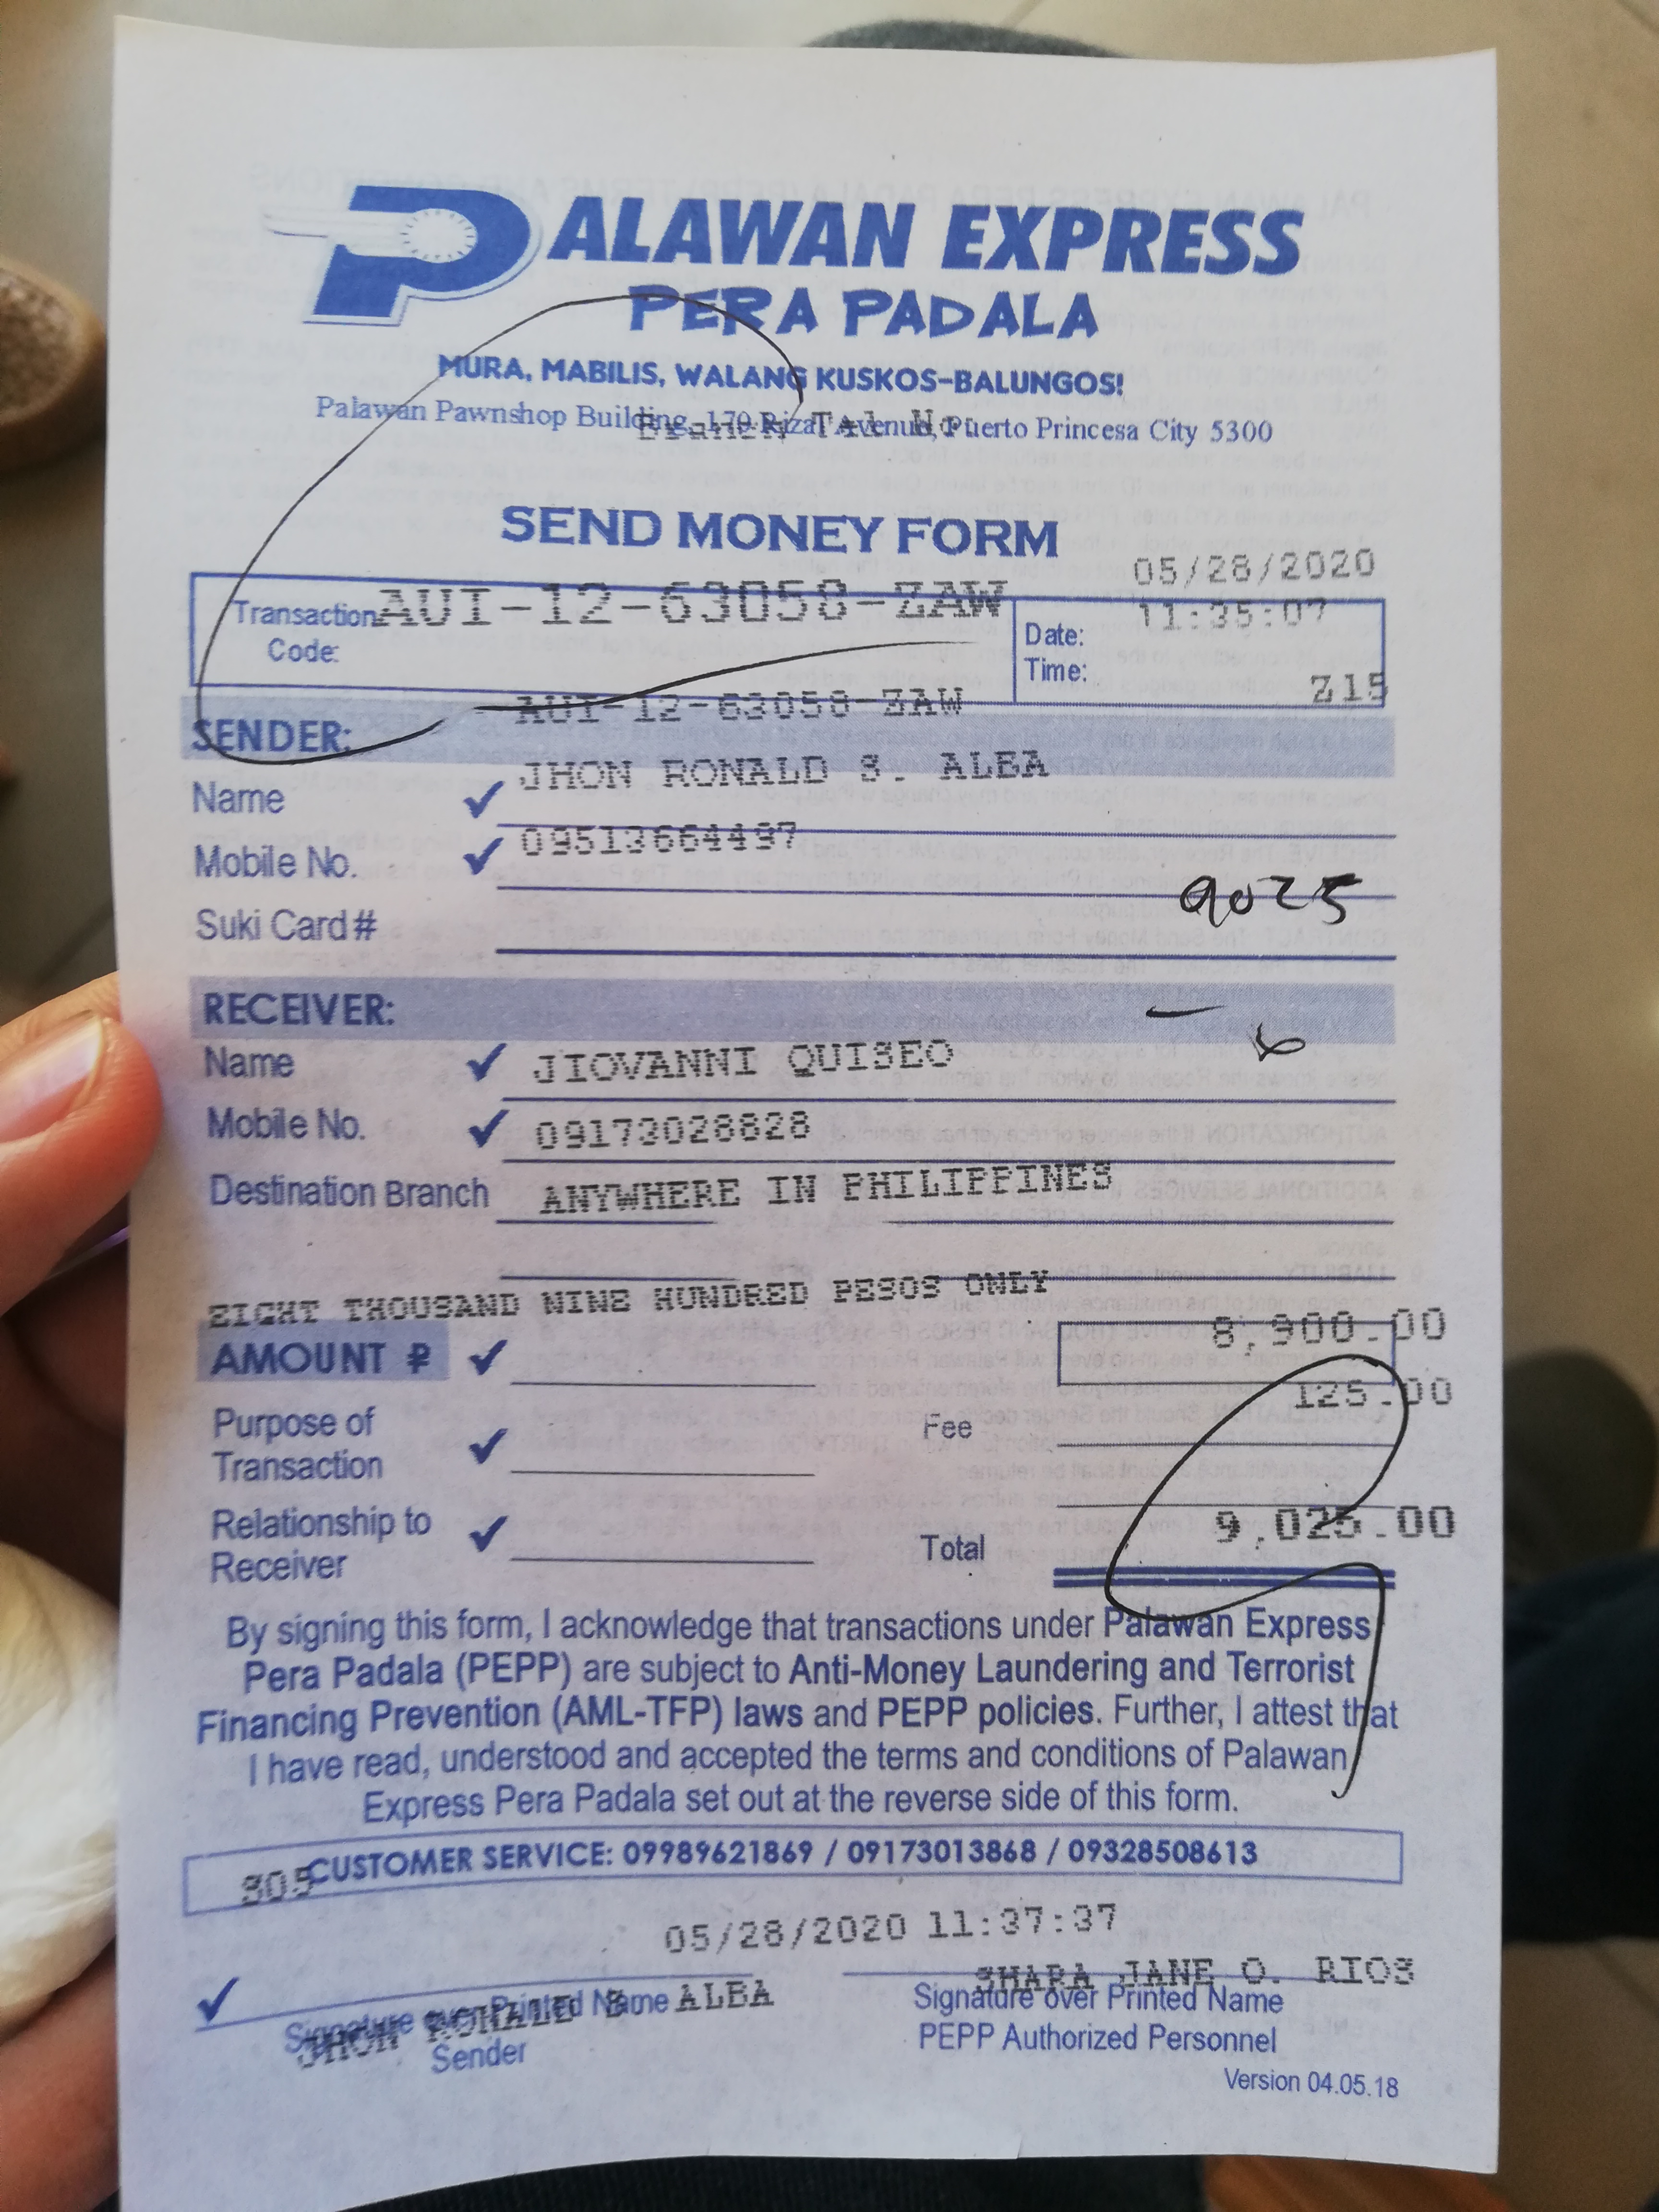 PALAWAN EXPRESS
PERA PADALA
MURA, MABILIS, WALANG KUSKOS-BALUNGOS!
Palawan Pawnshop Building, 170 Rizal Avenue, Puerto Princesa City 5300
Branch Tel No:
SEND MONEY FORM
05/28/2020
Transaction Code: AUI-12-63058-ZAW
Date: Time: 11:35:07
Z15
AUI-12-63058-ZAW
SENDER:
Name JHON RONALD S. ALBA
Mobile No. 09513664497
9025
Suki Card #
RECEIVER:
Name JIOVANNI QUISEO
Mobile No. 09173028828
Destination Branch ANYWHERE IN PHILIPPINES
EIGHT THOUSAND NINE HUNDRED PESOS ONLY
AMOUNT ₱ 8,900.00
Purpose of Transaction
Fee 125.00
Relationship to Receiver
Total 9,025.00
By signing this form, I acknowledge that transactions under Palawan Express
Pera Padala (PEPP) are subject to Anti-Money Laundering and Terrorist
Financing Prevention (AML-TFP) laws and PEPP policies. Further, I attest that
I have read, understood and accepted the terms and conditions of Palawan
Express Pera Padala set out at the reverse side of this form.
CUSTOMER SERVICE: 09989621869 / 09173013868 / 09328508613
805
05/28/2020 11:37:37
JHON RONALD S ALBA
Signature over Printed Name
Sender
SHARA JANE O. RIOS
Signature over Printed Name
PEPP Authorized Personnel
Version 04.05.18